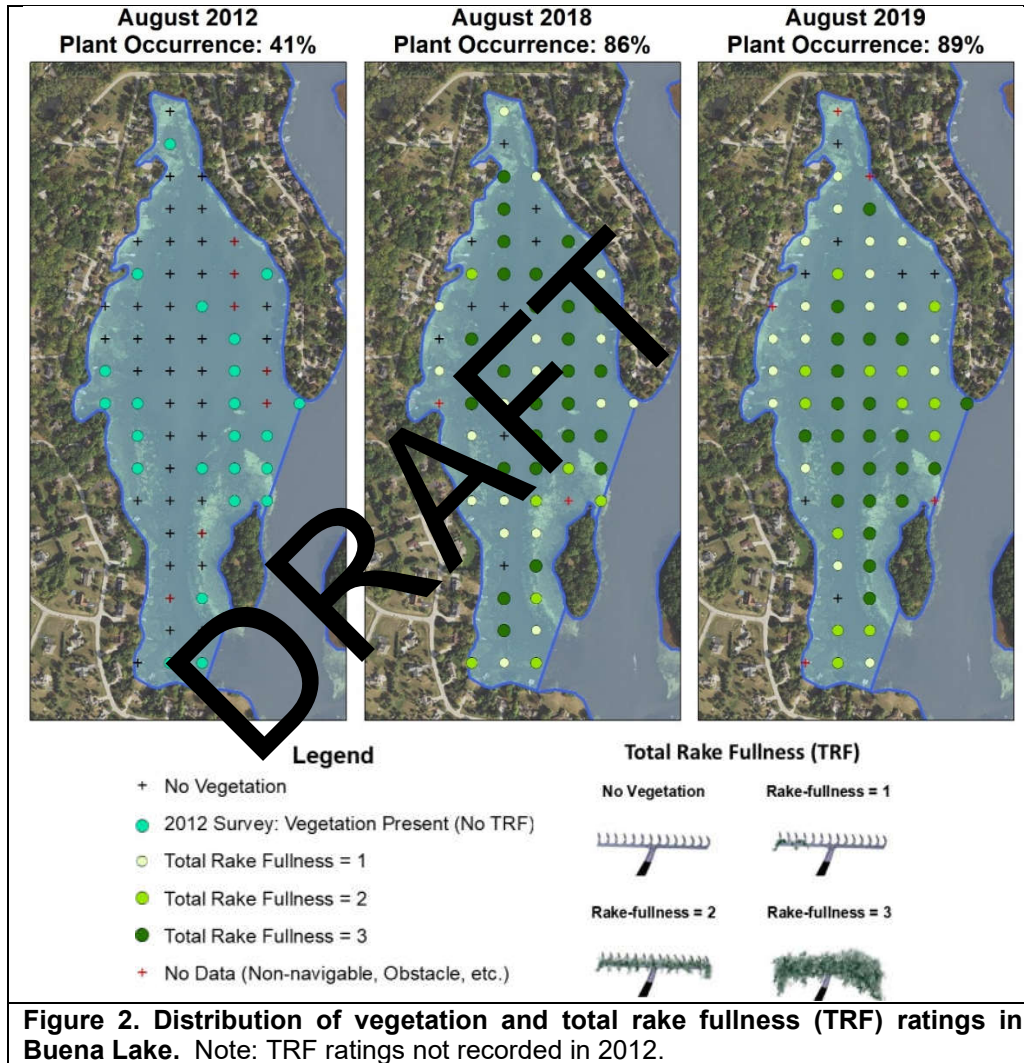 August 2012
Plant Occurrence: 41%
August 2018
Plant Occurrence: 86%
August 2019
Plant Occurrence: 89%
DRAFT
Legend
+ No Vegetation
2012 Survey: Vegetation Present (No TRF)
Total Rake Fullness = 1
Total Rake Fullness = 2
Total Rake Fullness = 3
+ No Data (Non-navigable, Obstacle, etc.)
Total Rake Fullness (TRF)
No Vegetation
Rake-fullness = 1
Rake-fullness = 2
Rake-fullness = 3
Figure 2. Distribution of vegetation and total rake fullness (TRF) ratings in
Buena Lake. Note: TRF ratings not recorded in 2012.